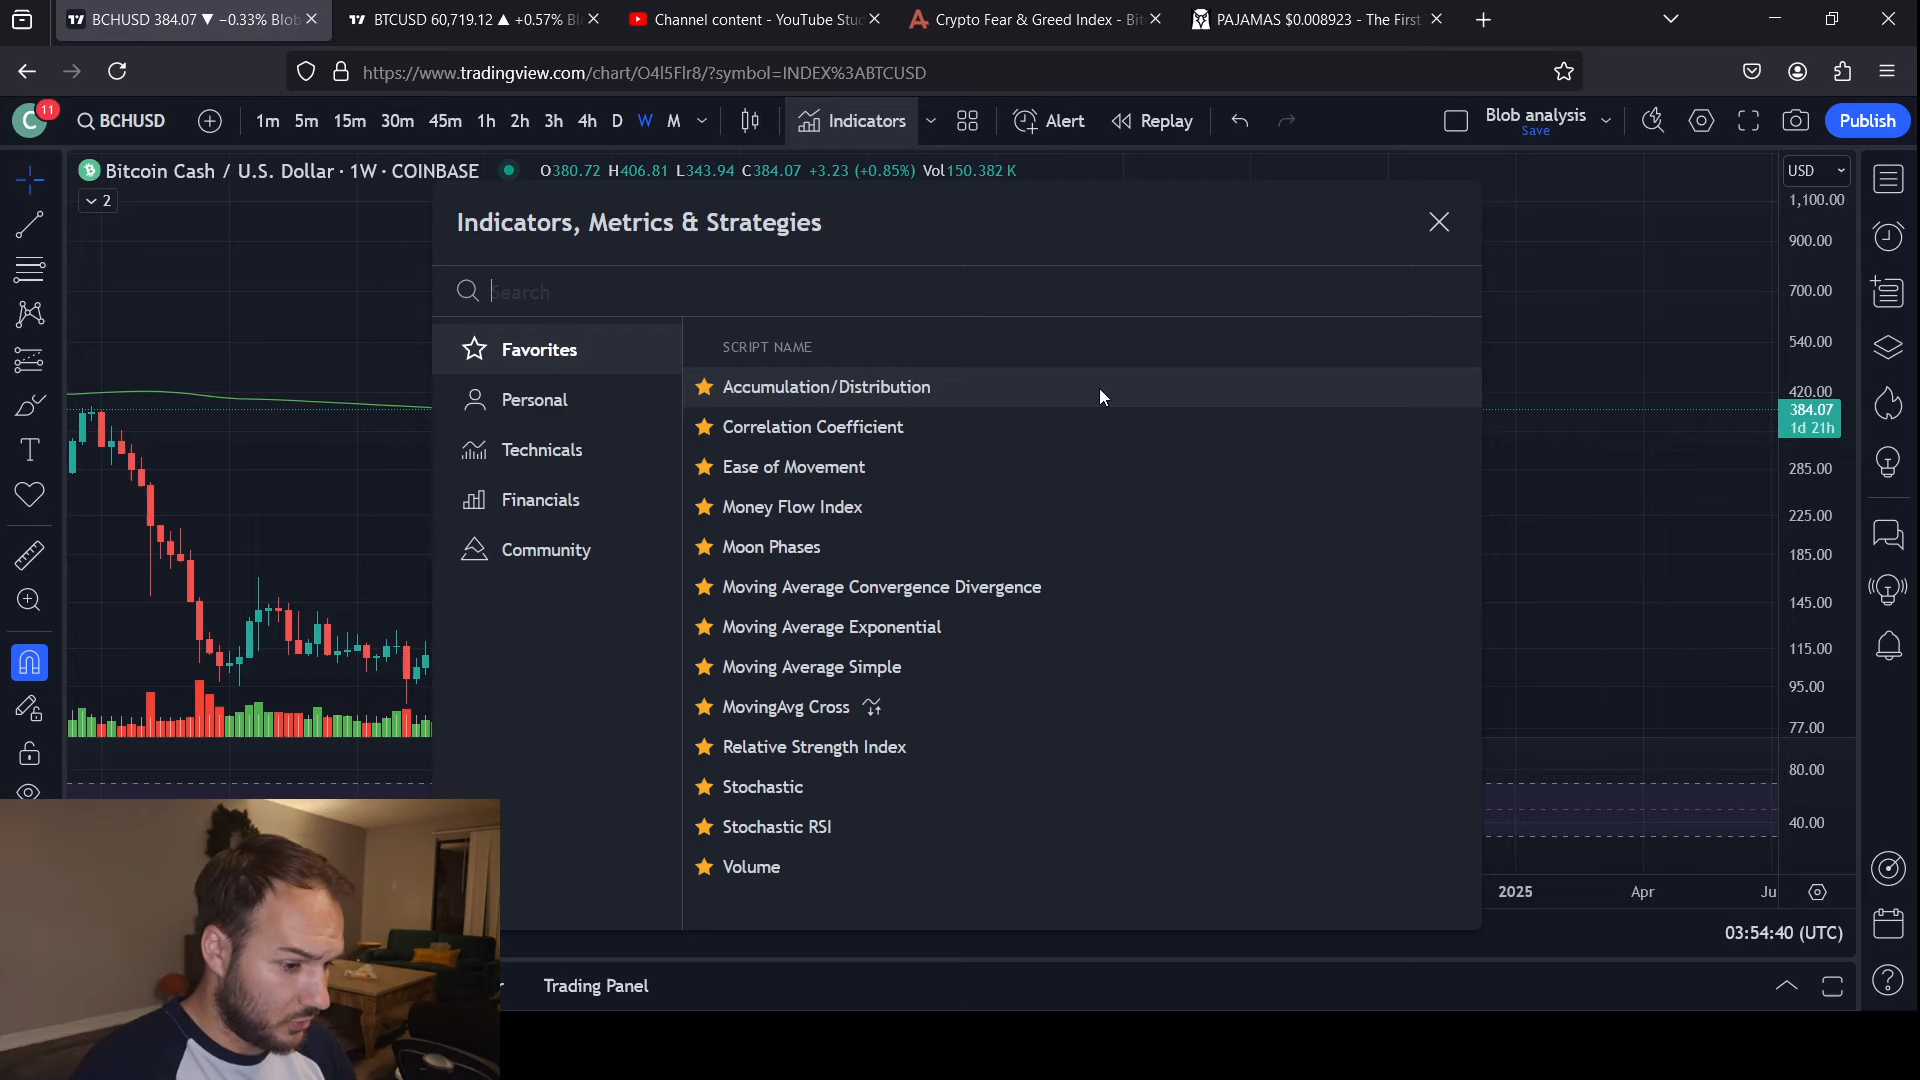 BCHUSD 384.07 ▼ −0.33% Blob
BTCUSD 60,719.12 ▲ +0.57% Bl
Channel content - YouTube Stud
Crypto Fear & Greed Index - Bit
PAJAMAS $0.008923 - The First
https://www.tradingview.com/chart/O4l5Flr8/?symbol=INDEX%3ABTCUSD
C
11
BCHUSD
1m 5m 15m 30m 45m 1h 2h 3h 4h D W M
Indicators
Alert
Replay
Blob analysis
Save
Publish
Bitcoin Cash / U.S. Dollar · 1W · COINBASE
O380.72 H406.81 L343.94 C384.07 +3.23 (+0.85%) Vol150.382 K
USD
2
Indicators, Metrics & Strategies
Search
Favorites
Personal
Technicals
Financials
Community
SCRIPT NAME
Accumulation/Distribution
Correlation Coefficient
Ease of Movement
Money Flow Index
Moon Phases
Moving Average Convergence Divergence
Moving Average Exponential
Moving Average Simple
MovingAvg Cross
Relative Strength Index
Stochastic
Stochastic RSI
Volume
1,100.00
900.00
700.00
540.00
420.00
384.07
1d 21h
285.00
225.00
185.00
145.00
115.00
95.00
77.00
80.00
40.00
2025
Apr
Ju
03:54:40 (UTC)
Trading Panel